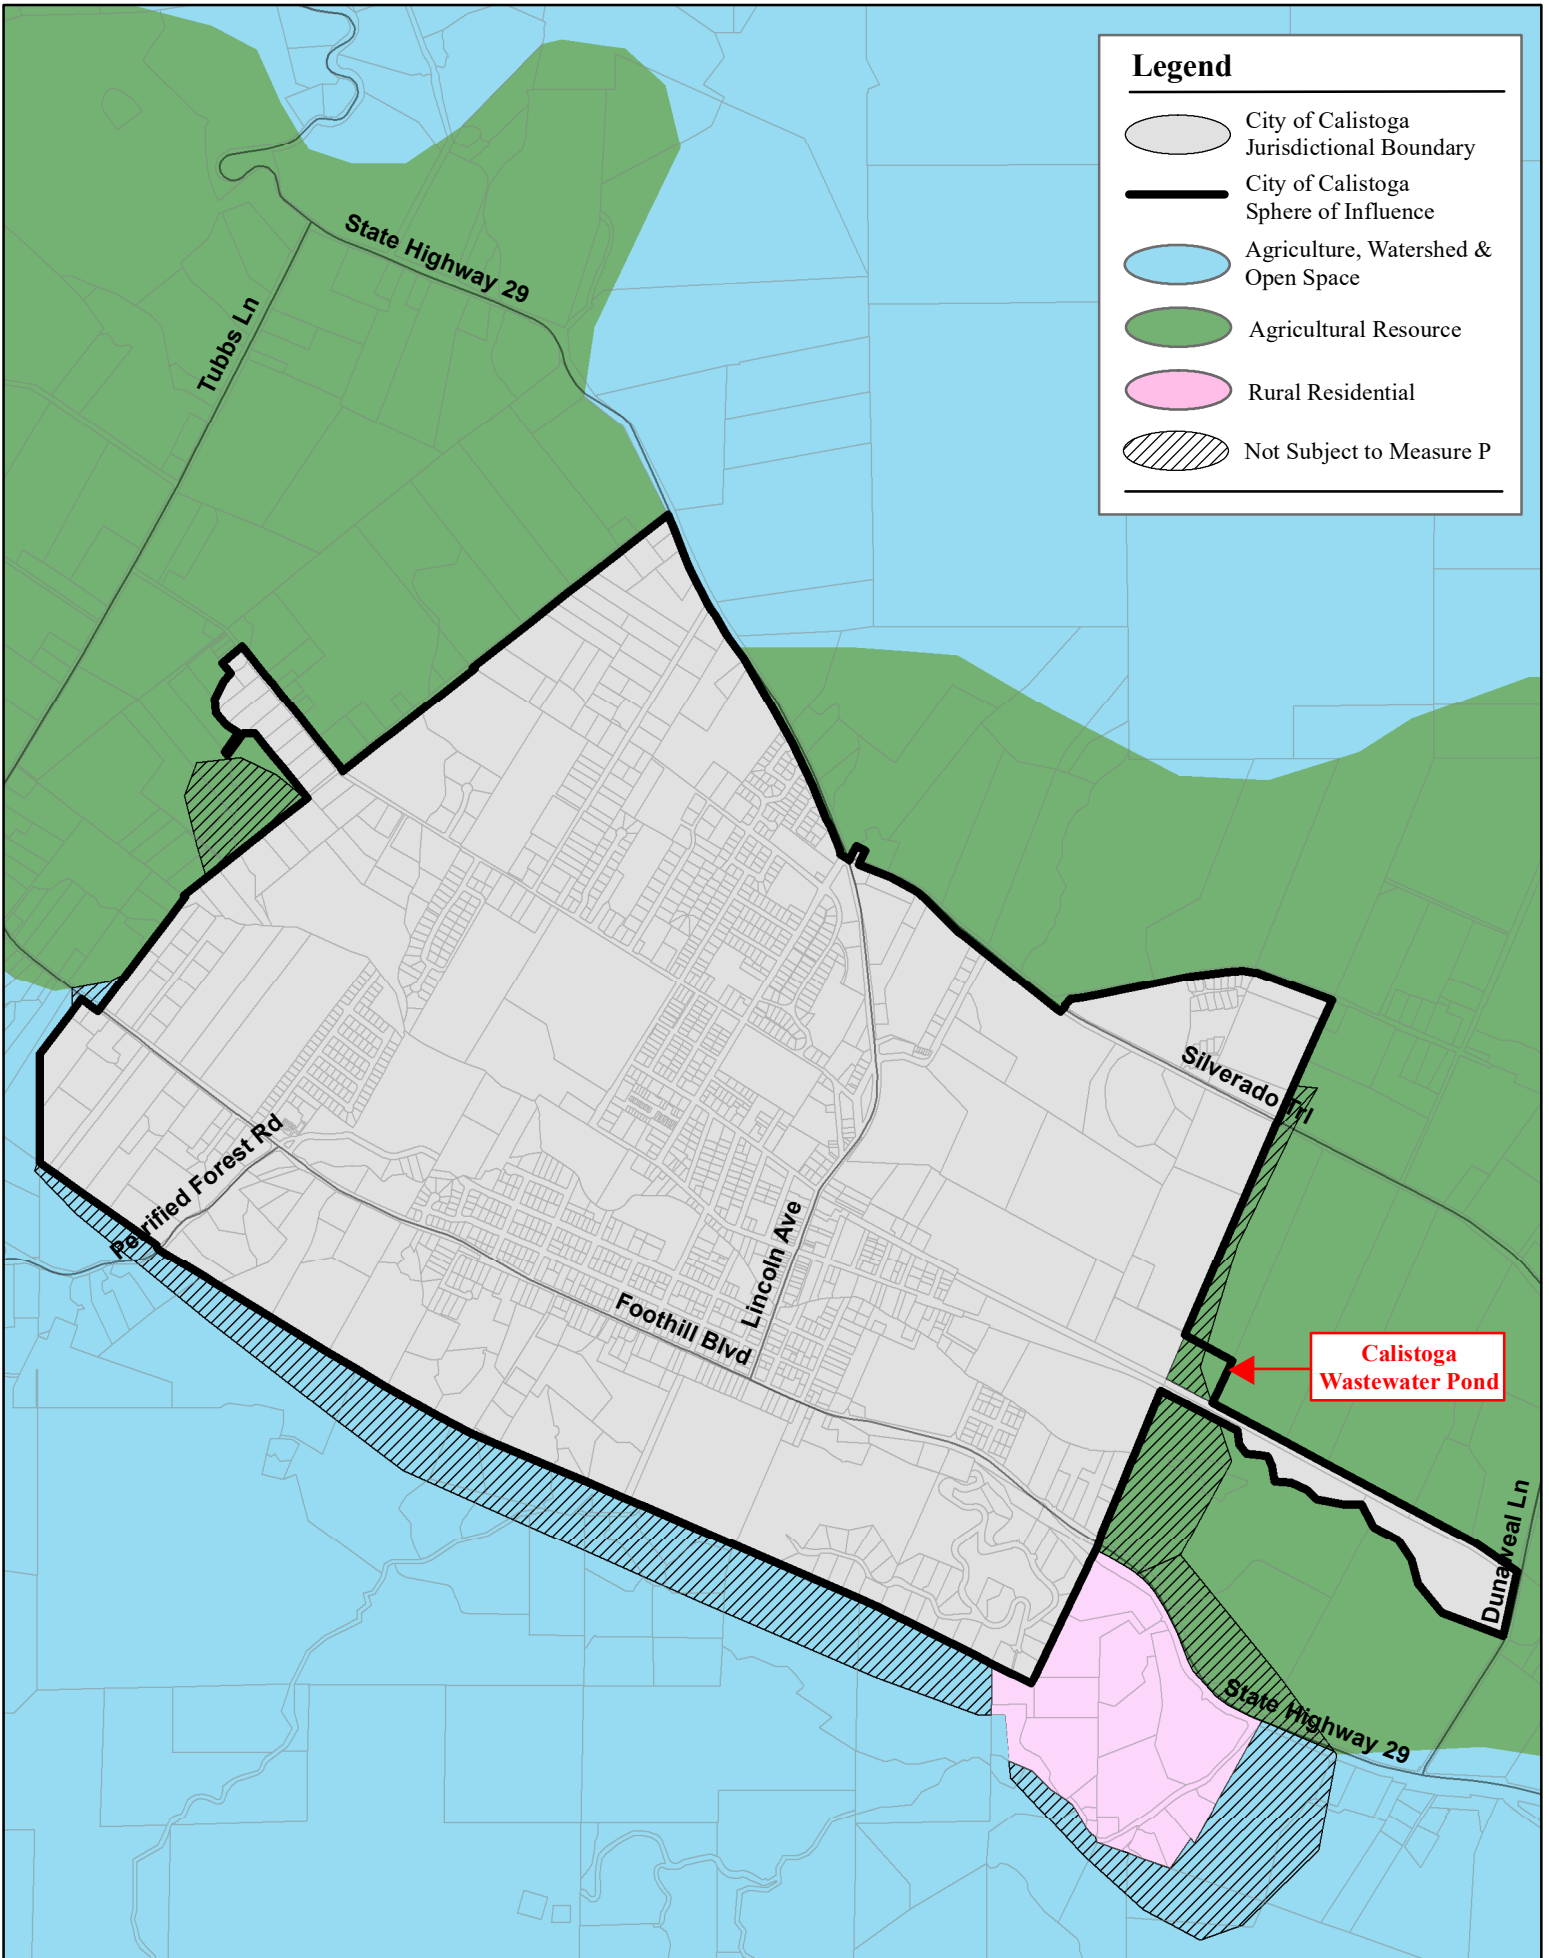 Legend
City of Calistoga
Jurisdictional Boundary
City of Calistoga
Sphere of Influence
Agriculture, Watershed &
Open Space
Agricultural Resource
Rural Residential
Not Subject to Measure P
State Highway 29
Tubbs Ln
Silverado Trl
Petrified Forest Rd
Lincoln Ave
Foothill Blvd
Calistoga
Wastewater Pond
Dunaweal Ln
State Highway 29